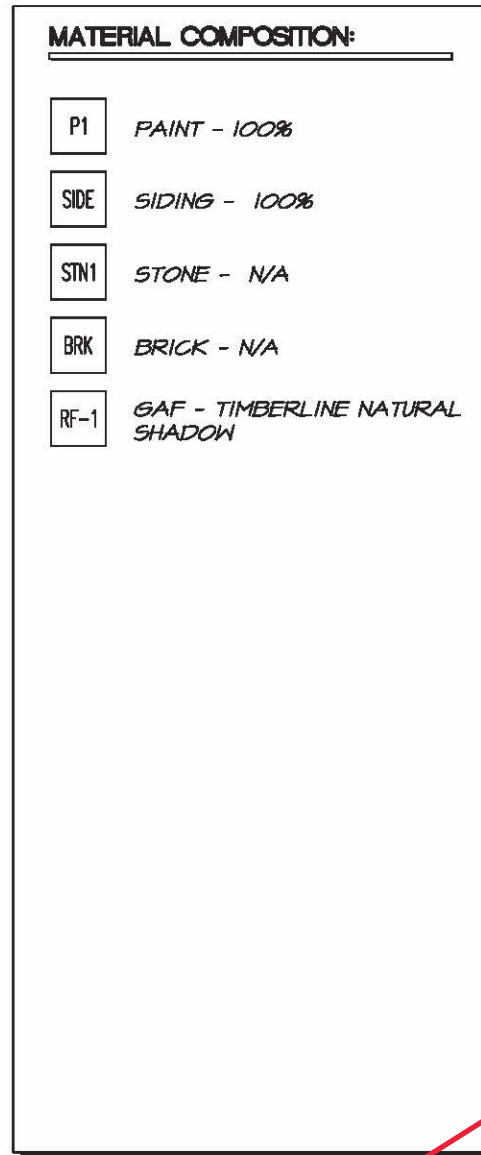 MATERIAL COMPOSITION:
P1 PAINT - 100%
SIDE SIDING - 100%
STN1 STONE - N/A
BRK BRICK - N/A
RF-1 GAF - TIMBERLINE NATURAL
SHADOW